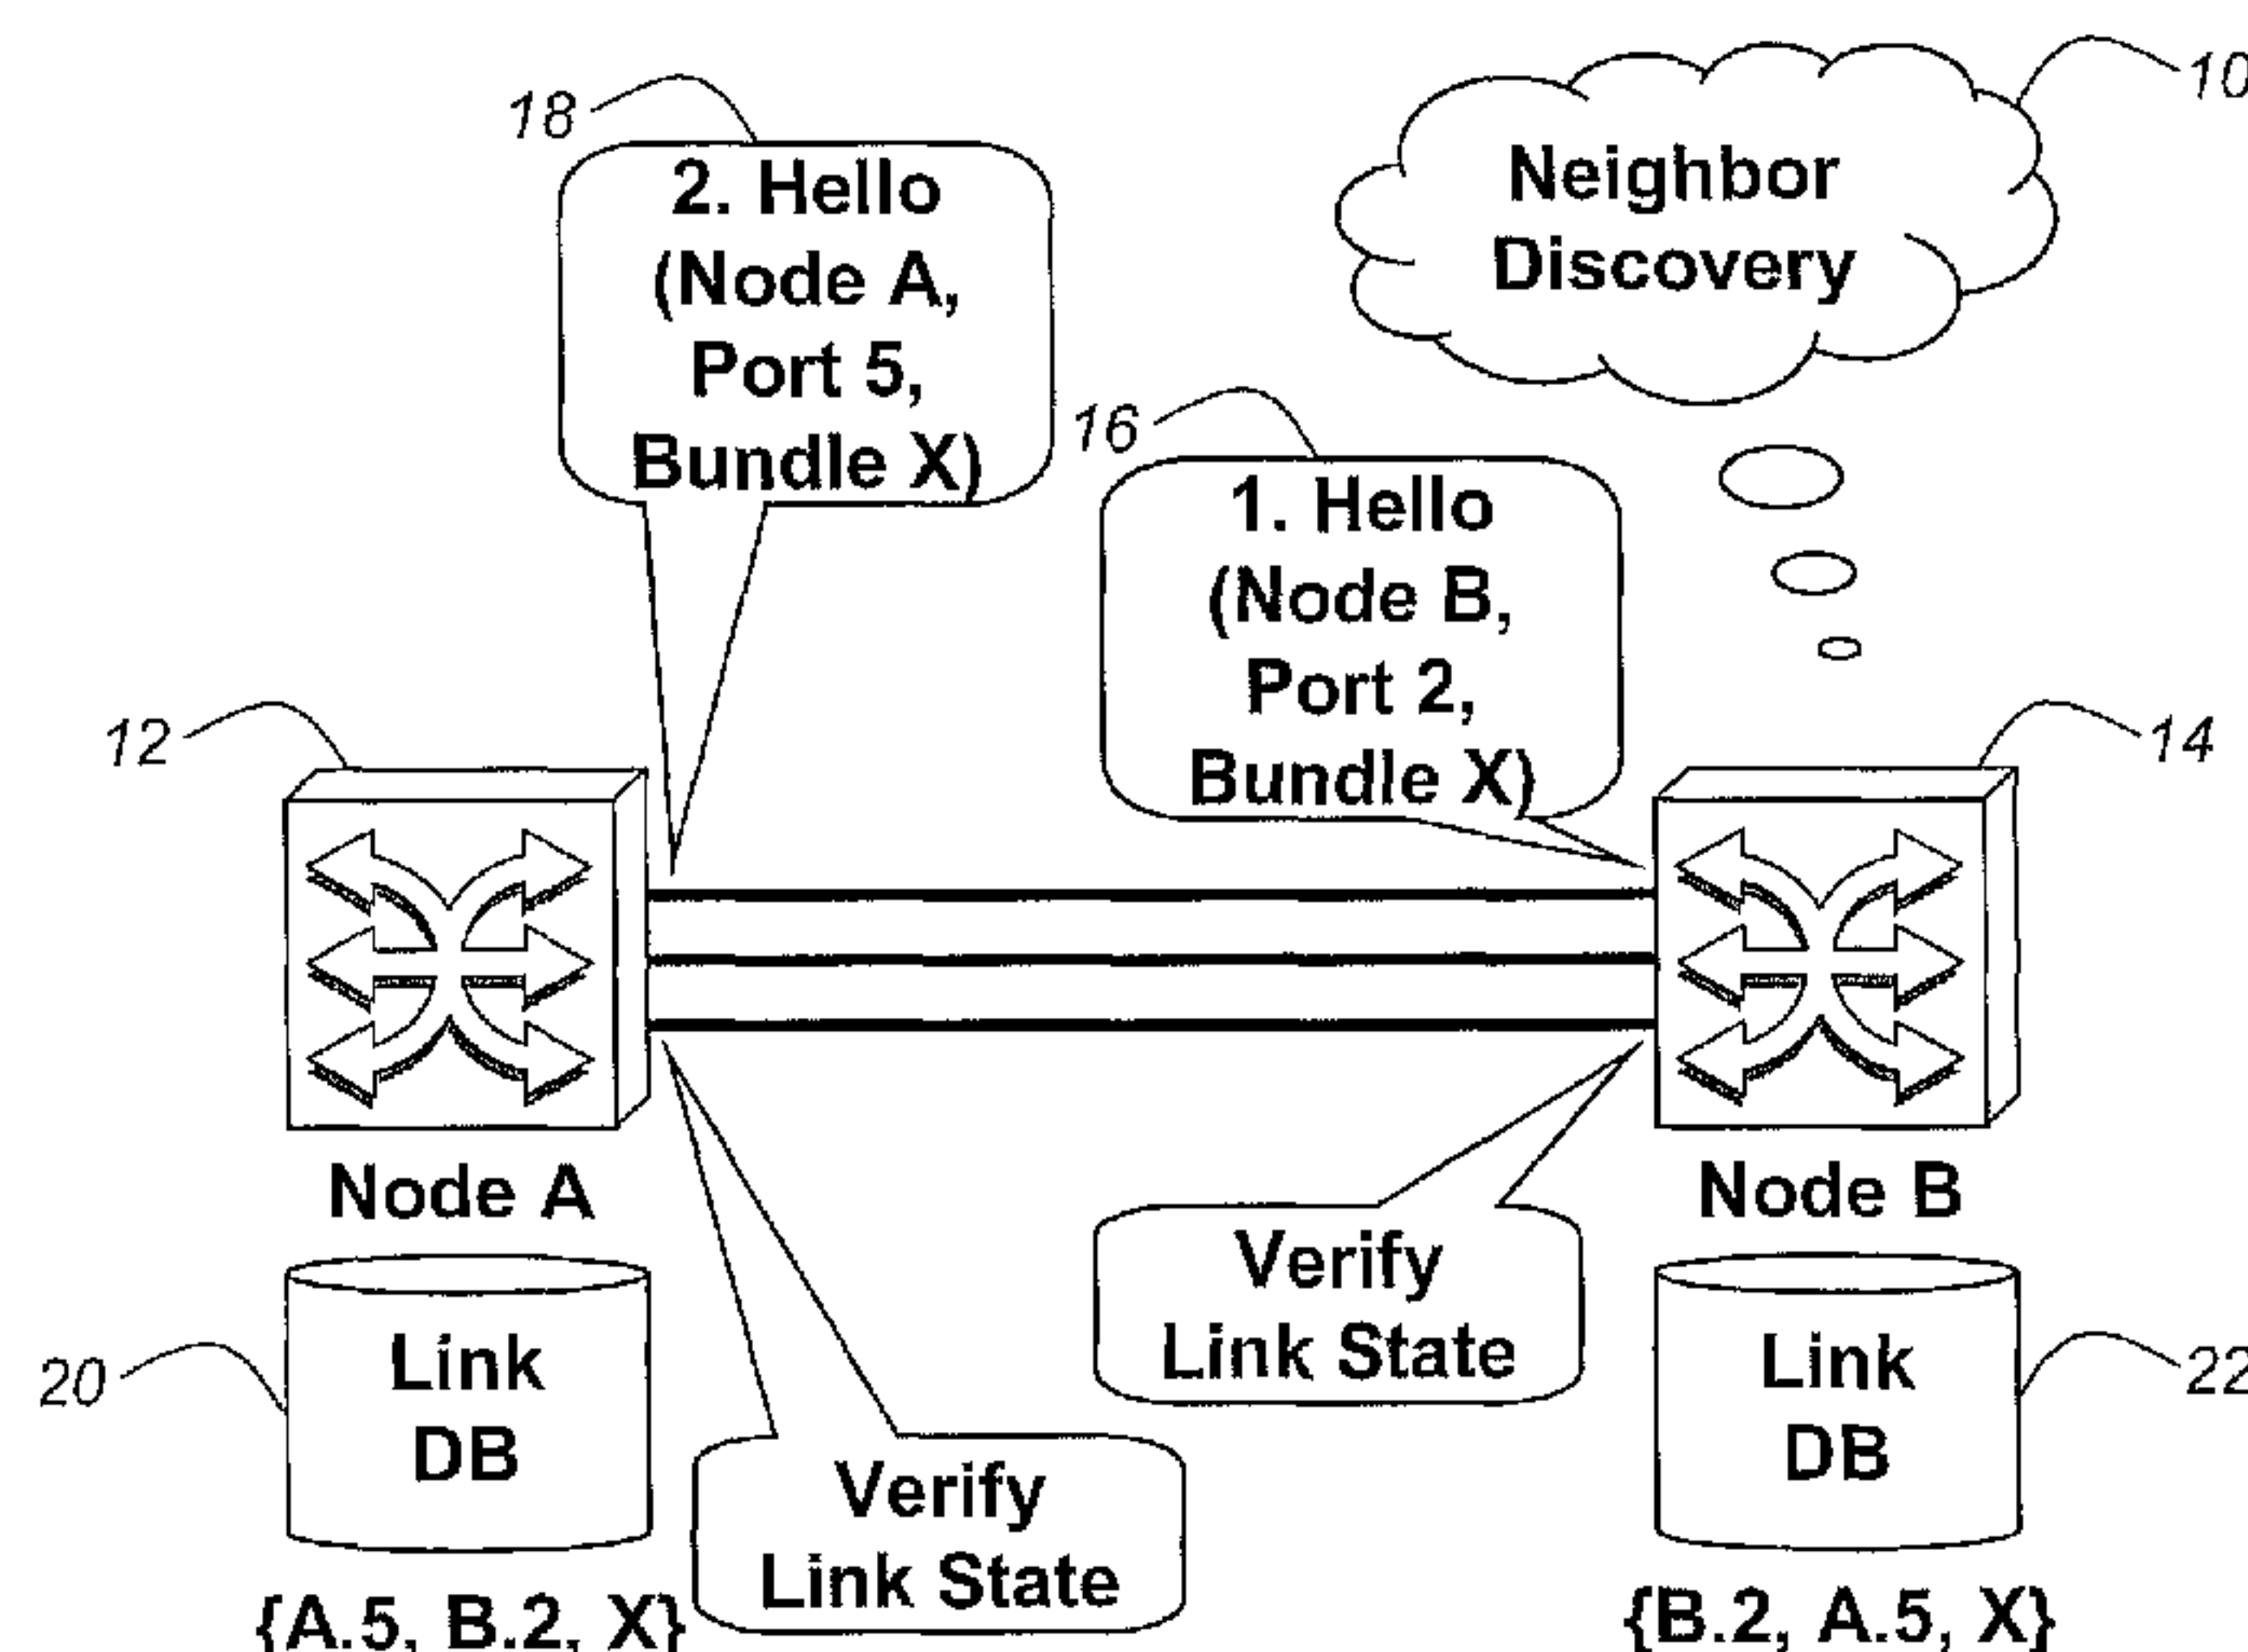 18
2. Hello
(Node A,
Port 5,
Bundle X)
10
Neighbor
Discovery
16
1. Hello
(Node B,
Port 2,
Bundle X)
12
14
Node A
Node B
Verify
Link State
20
Link
DB
Link
DB
22
Verify
Link State
{A.5, B.2, X}
{B.2, A.5, X}